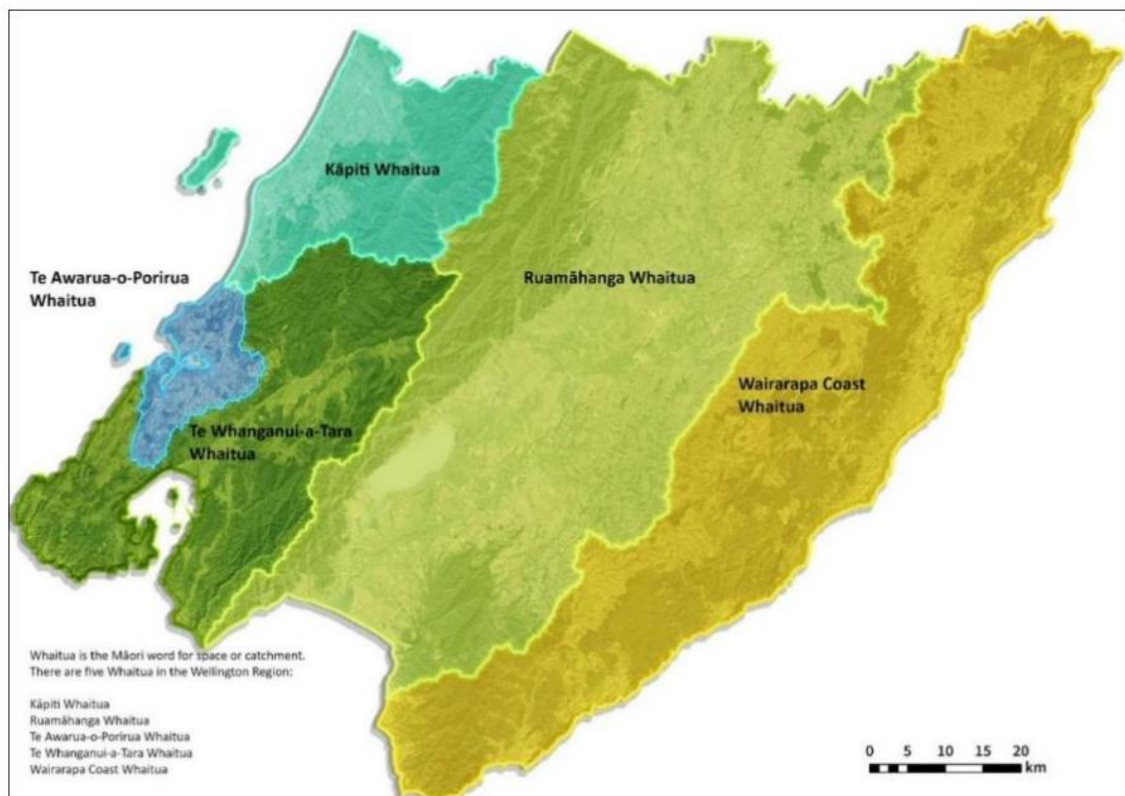 Kāpiti Whaitua
Te Awarua-o-Porirua
Whaitua
Ruamāhanga Whaitua
Wairarapa Coast
Whaitua
Te Whanganui-a-Tara
Whaitua
Whaitua is the Māori word for space or catchment.
There are five Whaitua in the Wellington Region:
Kāpiti Whaitua
Ruamāhanga Whaitua
Te Awarua-o-Porirua Whaitua
Te Whanganui-a-Tara Whaitua
Wairarapa Coast Whaitua
0 5 10 15 20
km